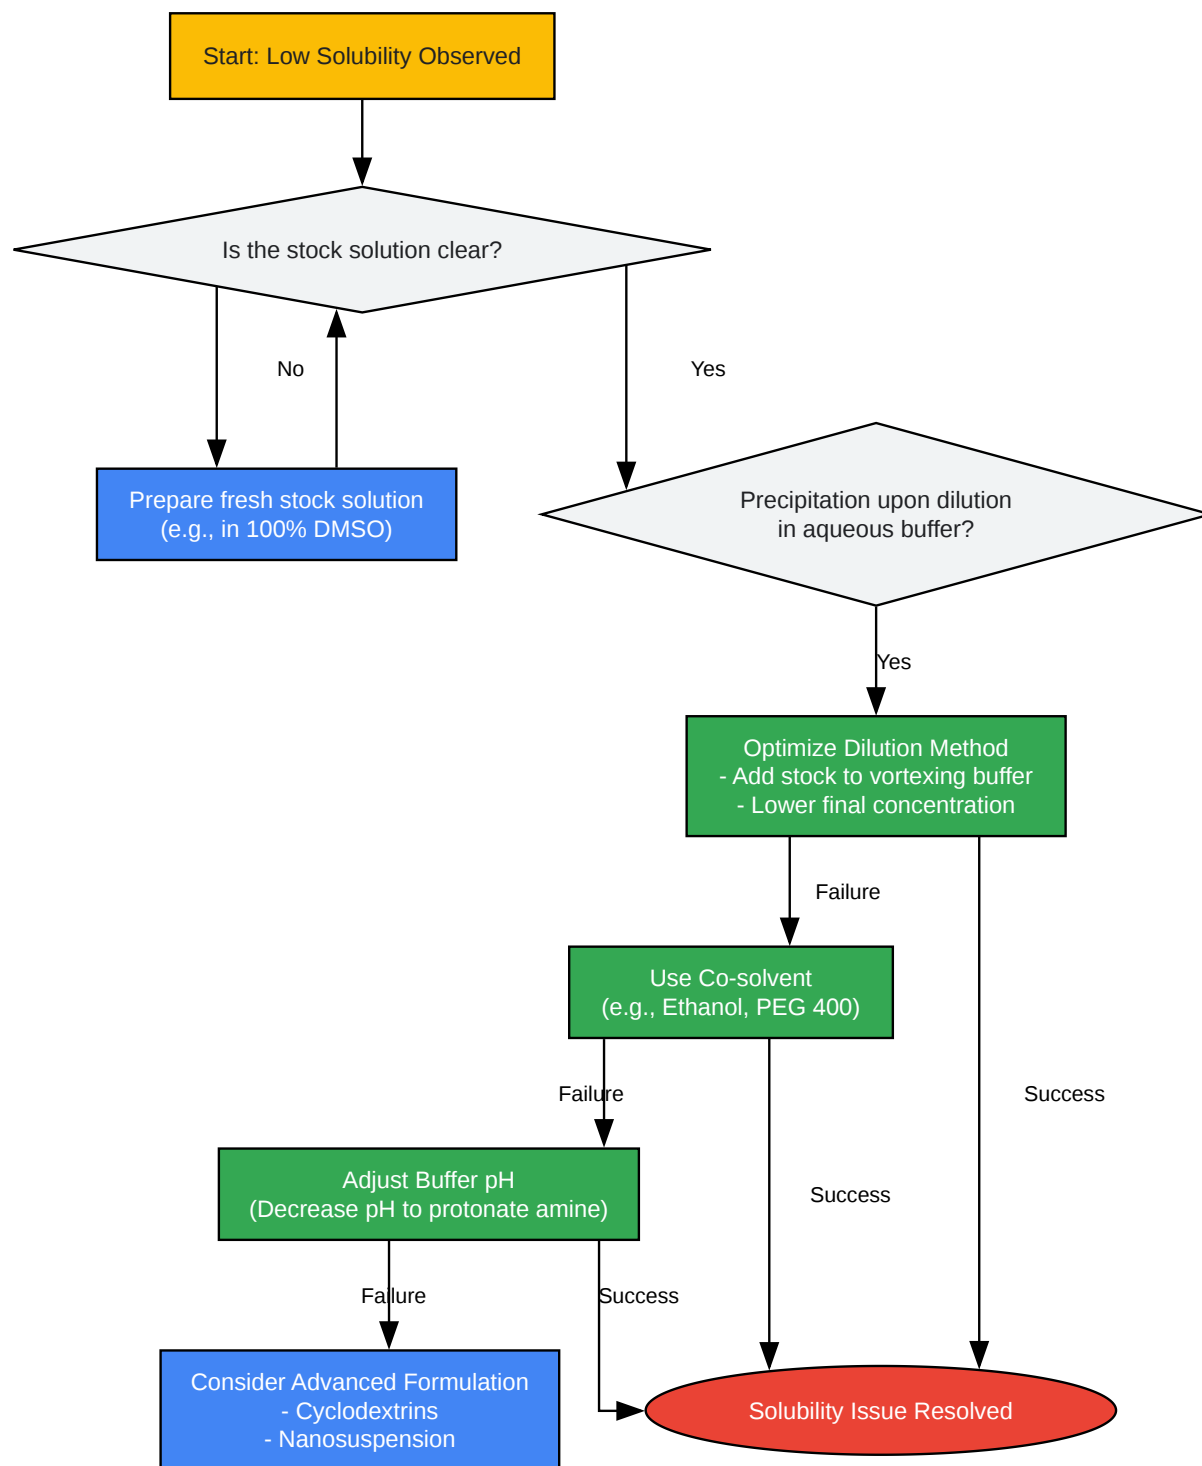 Start: Low Solubility Observed
Is the stock solution clear?
No
Yes
Prepare fresh stock solution
(e.g., in 100% DMSO)
Precipitation upon dilution
in aqueous buffer?
Yes
Optimize Dilution Method
- Add stock to vortexing buffer
- Lower final concentration
Failure
Use Co-solvent
(e.g., Ethanol, PEG 400)
Failure
Success
Adjust Buffer pH
(Decrease pH to protonate amine)
Success
Failure
Success
Consider Advanced Formulation
- Cyclodextrins
- Nanosuspension
Solubility Issue Resolved